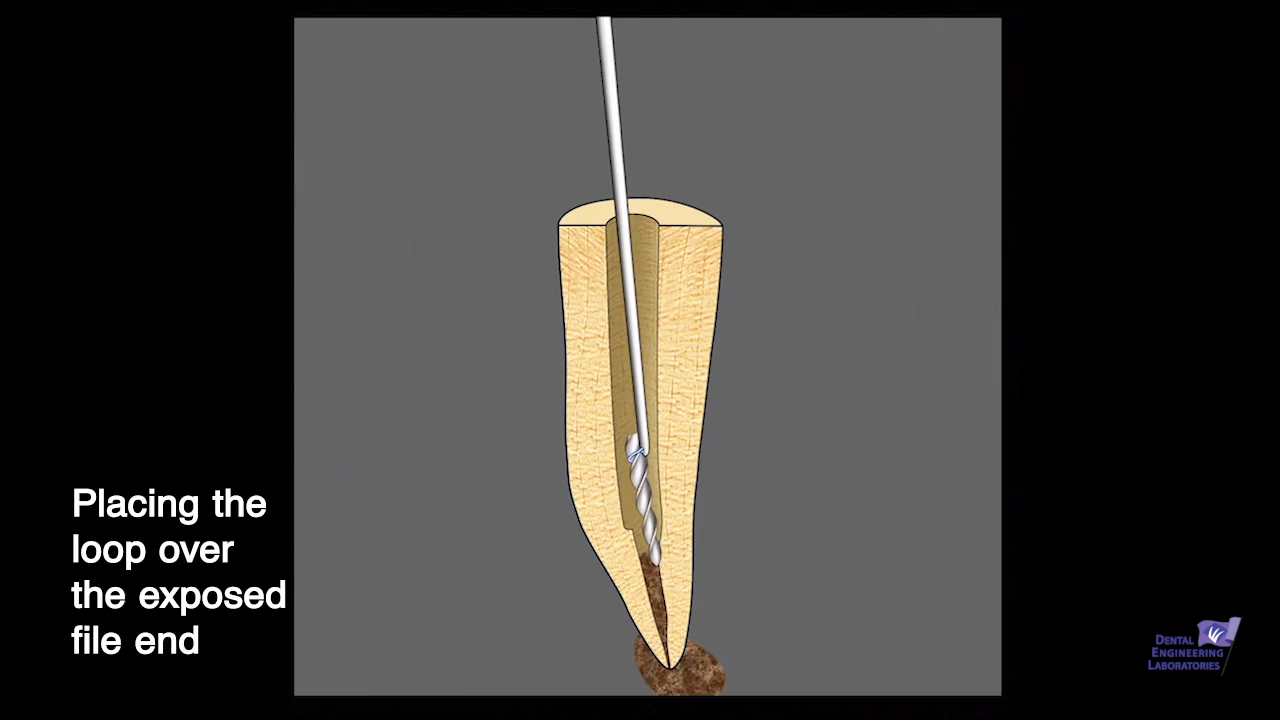 Placing the
loop over
the exposed
file end
DENTAL
ENGINEERING
LABORATORIES